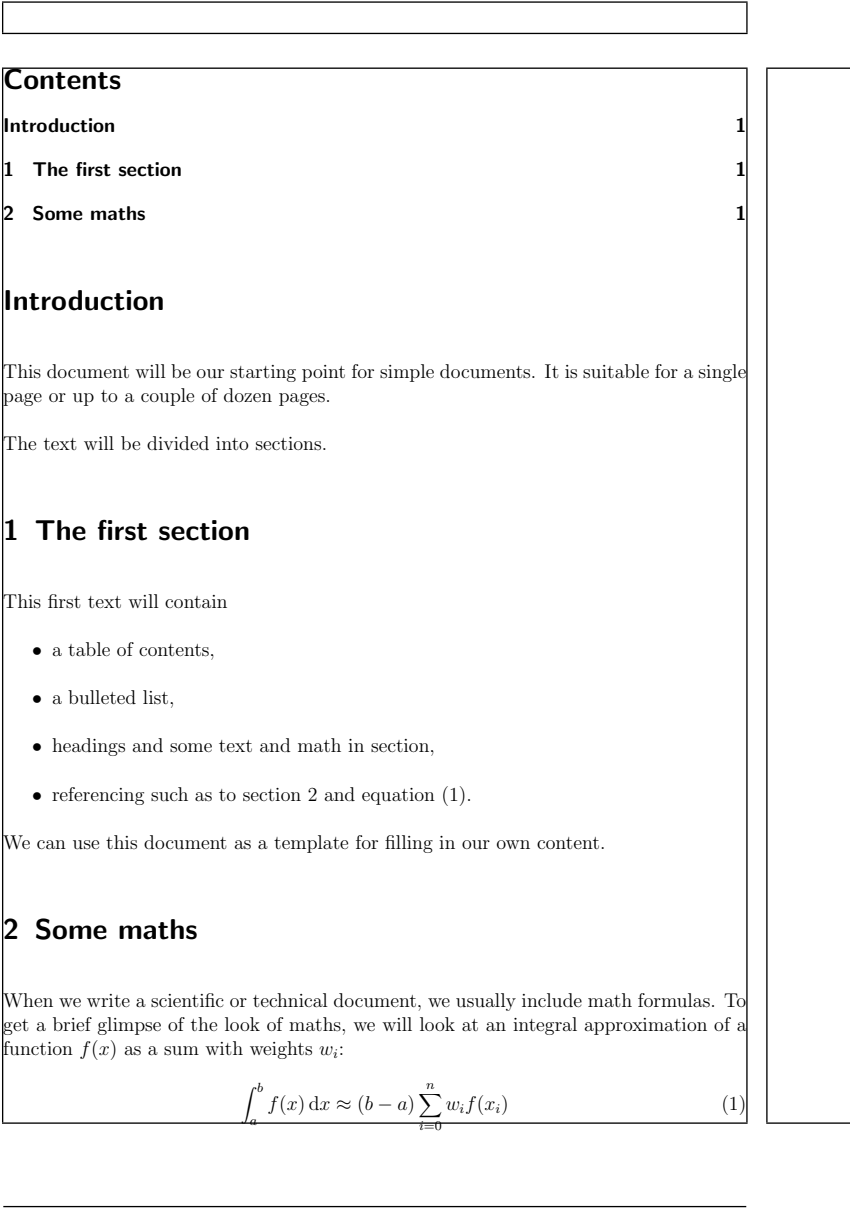 Contents
Introduction 1
1 The first section 1
2 Some maths 1
Introduction
This document will be our starting point for simple documents. It is suitable for a single
page or up to a couple of dozen pages.
The text will be divided into sections.
1 The first section
This first text will contain
• a table of contents,
• a bulleted list,
• headings and some text and math in section,
• referencing such as to section 2 and equation (1).
We can use this document as a template for filling in our own content.
2 Some maths
When we write a scientific or technical document, we usually include math formulas. To
get a brief glimpse of the look of maths, we will look at an integral approximation of a
function f(x) as a sum with weights wᵢ:
∫ₐᵇ f(x) dx ≈ (b − a) ∑ᵢ₌₀ⁿ wᵢf(xᵢ) (1)